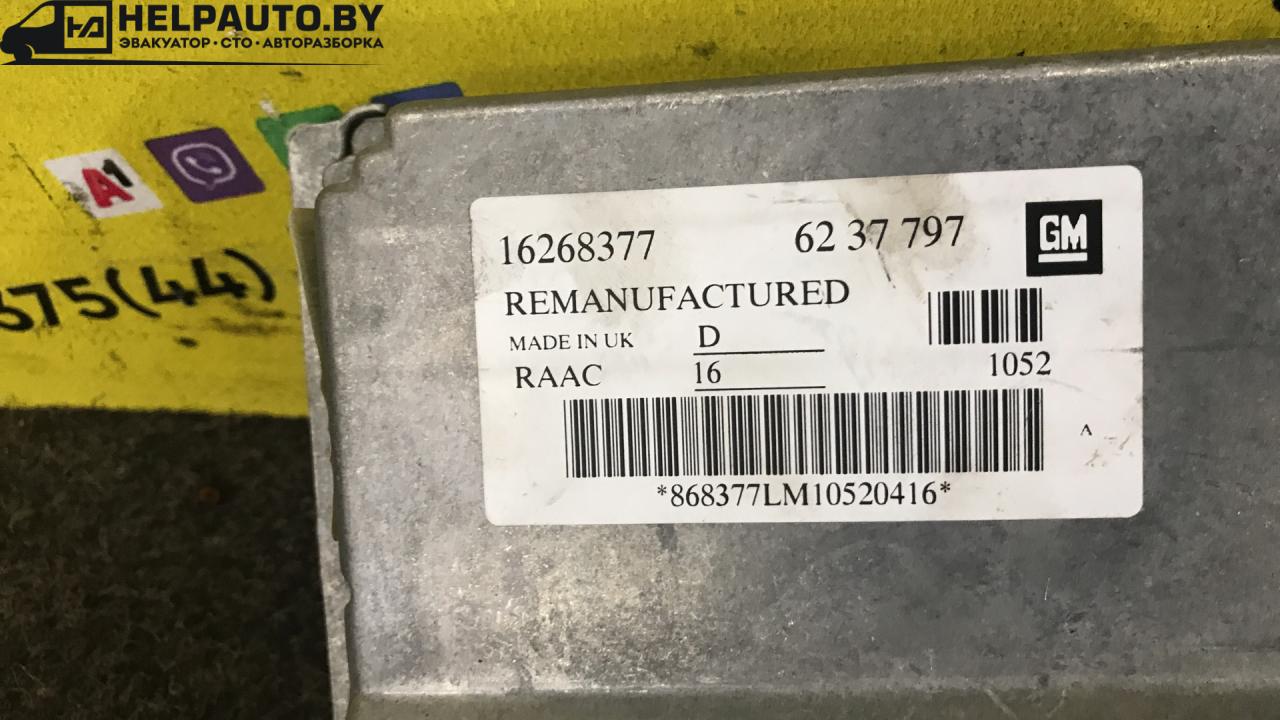 HELPAUTO.BY
ЭВАКУАТОР · СТО · АВТОРАЗБОРКА
A1
675(44)
16268377 62 37 797 GM
REMANUFACTURED
MADE IN UK D
RAAC 16 1052
A
*868377LM10520416*